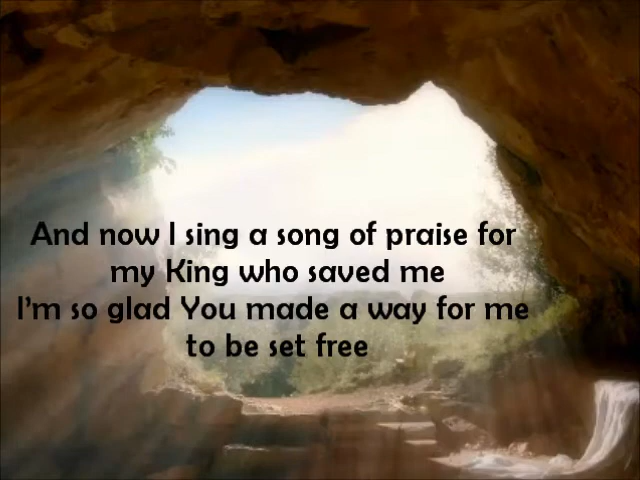 And now I sing a song of praise for
my King who saved me
I'm so glad You made a way for me
to be set free